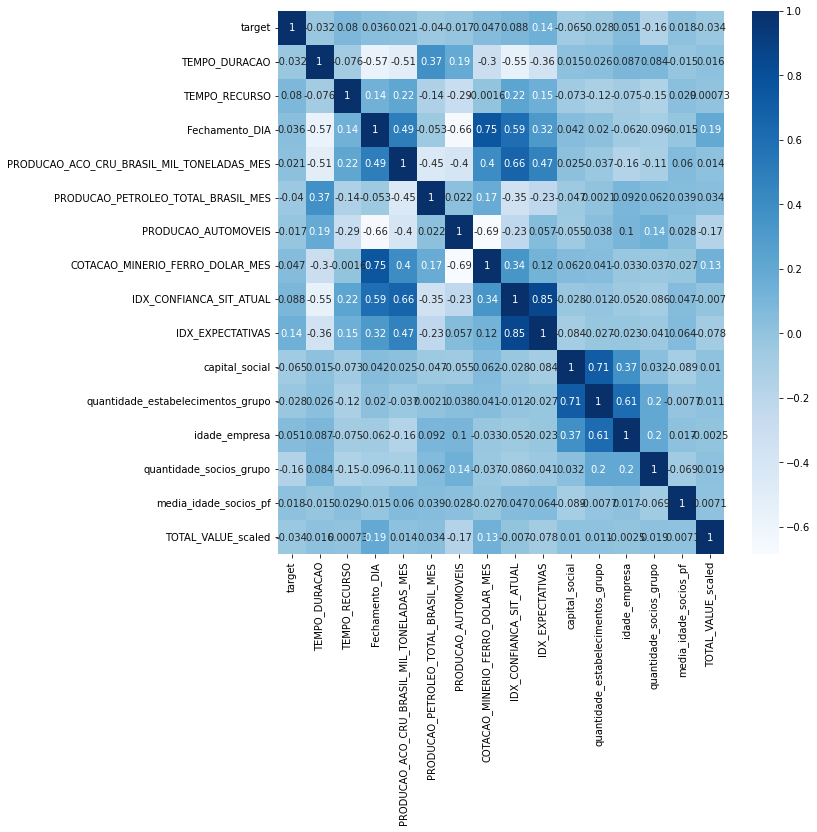 target 1 -0.032 0.08 0.036 0.021 -0.04 -0.017 0.047 0.088 0.14 -0.065 -0.028 0.051 -0.16 0.018 -0.034
1.0
TEMPO_DURACAO -0.032 1 -0.076 -0.57 -0.51 0.37 0.19 -0.3 -0.55 -0.36 0.015 0.026 0.087 0.084 -0.015 0.016
TEMPO_RECURSO 0.08 -0.076 1 0.14 0.22 -0.14 -0.29 -0.0016 0.22 0.15 -0.073 -0.12 -0.075 -0.15 0.029 0.00073
0.8
Fechamento_DIA 0.036 -0.57 0.14 1 0.49 -0.053 -0.66 0.75 0.59 0.32 0.042 0.02 -0.062 -0.096 -0.015 0.19
PRODUCAO_ACO_CRU_BRASIL_MIL_TONELADAS_MES 0.021 -0.51 0.22 0.49 1 -0.45 -0.4 0.4 0.66 0.47 0.025 -0.037 -0.16 -0.11 0.06 0.014
0.6
PRODUCAO_PETROLEO_TOTAL_BRASIL_MES -0.04 0.37 -0.14 -0.053 -0.45 1 0.022 0.17 -0.35 -0.23 -0.047 0.0021 0.092 0.062 0.039 0.034
0.4
PRODUCAO_AUTOMOVEIS -0.017 0.19 -0.29 -0.66 -0.4 0.022 1 -0.69 -0.23 0.057 -0.055 0.038 0.1 0.14 0.028 -0.17
COTACAO_MINERIO_FERRO_DOLAR_MES 0.047 -0.3 -0.0016 0.75 0.4 0.17 -0.69 1 0.34 0.12 0.062 0.041 -0.033 -0.037 -0.027 0.13
0.2
IDX_CONFIANCA_SIT_ATUAL 0.088 -0.55 0.22 0.59 0.66 -0.35 -0.23 0.34 1 0.85 -0.028 -0.012 -0.052 -0.086 0.047 -0.007
IDX_EXPECTATIVAS 0.14 -0.36 0.15 0.32 0.47 -0.23 0.057 0.12 0.85 1 -0.084 -0.027 -0.023 -0.041 0.064 -0.078
0.0
capital_social -0.065 0.015 -0.073 0.042 0.025 -0.047 -0.055 0.062 -0.028 -0.084 1 0.71 0.37 0.032 -0.089 0.01
−0.2
quantidade_estabelecimentos_grupo -0.028 0.026 -0.12 0.02 -0.037 0.0021 0.038 0.041 -0.012 -0.027 0.71 1 0.61 0.2 -0.0077 0.011
idade_empresa 0.051 0.087 -0.075 -0.062 -0.16 0.092 0.1 -0.033 -0.052 -0.023 0.37 0.61 1 0.2 0.017 -0.0025
−0.4
quantidade_socios_grupo -0.16 0.084 -0.15 -0.096 -0.11 0.062 0.14 -0.037 -0.086 -0.041 0.032 0.2 0.2 1 -0.069 0.019
media_idade_socios_pf 0.018 -0.015 0.029 -0.015 0.06 0.039 0.028 -0.027 0.047 0.064 -0.089 -0.0077 0.017 -0.069 1 0.0071
−0.6
TOTAL_VALUE_scaled -0.034 0.016 0.00073 0.19 0.014 0.034 -0.17 0.13 -0.007 -0.078 0.01 0.011 -0.0025 0.019 0.0071 1
target
TEMPO_DURACAO
TEMPO_RECURSO
Fechamento_DIA
PRODUCAO_ACO_CRU_BRASIL_MIL_TONELADAS_MES
PRODUCAO_PETROLEO_TOTAL_BRASIL_MES
PRODUCAO_AUTOMOVEIS
COTACAO_MINERIO_FERRO_DOLAR_MES
IDX_CONFIANCA_SIT_ATUAL
IDX_EXPECTATIVAS
capital_social
quantidade_estabelecimentos_grupo
idade_empresa
quantidade_socios_grupo
media_idade_socios_pf
TOTAL_VALUE_scaled